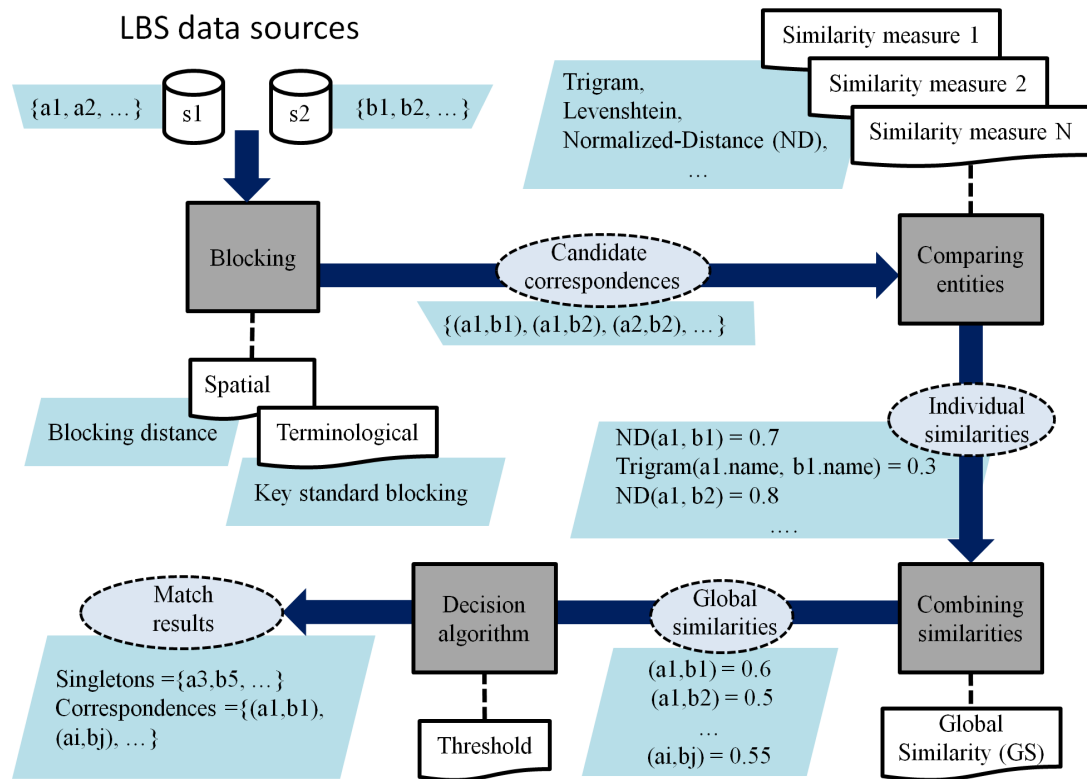 LBS data sources
{a1, a2, …}
s1
s2
{b1, b2, …}
Similarity measure 1
Similarity measure 2
Similarity measure N
Trigram,
Levenshtein,
Normalized-Distance (ND),
…
Blocking
Candidate
correspondences
{(a1,b1), (a1,b2), (a2,b2), …}
Comparing
entities
Spatial
Blocking distance
Terminological
Key standard blocking
Individual
similarities
ND(a1, b1) = 0.7
Trigram(a1.name, b1.name) = 0.3
ND(a1, b2) = 0.8
….
Match
results
Decision
algorithm
Global
similarities
Combining
similarities
Singletons ={a3,b5, …}
Correspondences ={(a1,b1),
(ai,bj), …}
Threshold
(a1,b1) = 0.6
(a1,b2) = 0.5
…
(ai,bj) = 0.55
Global
Similarity (GS)